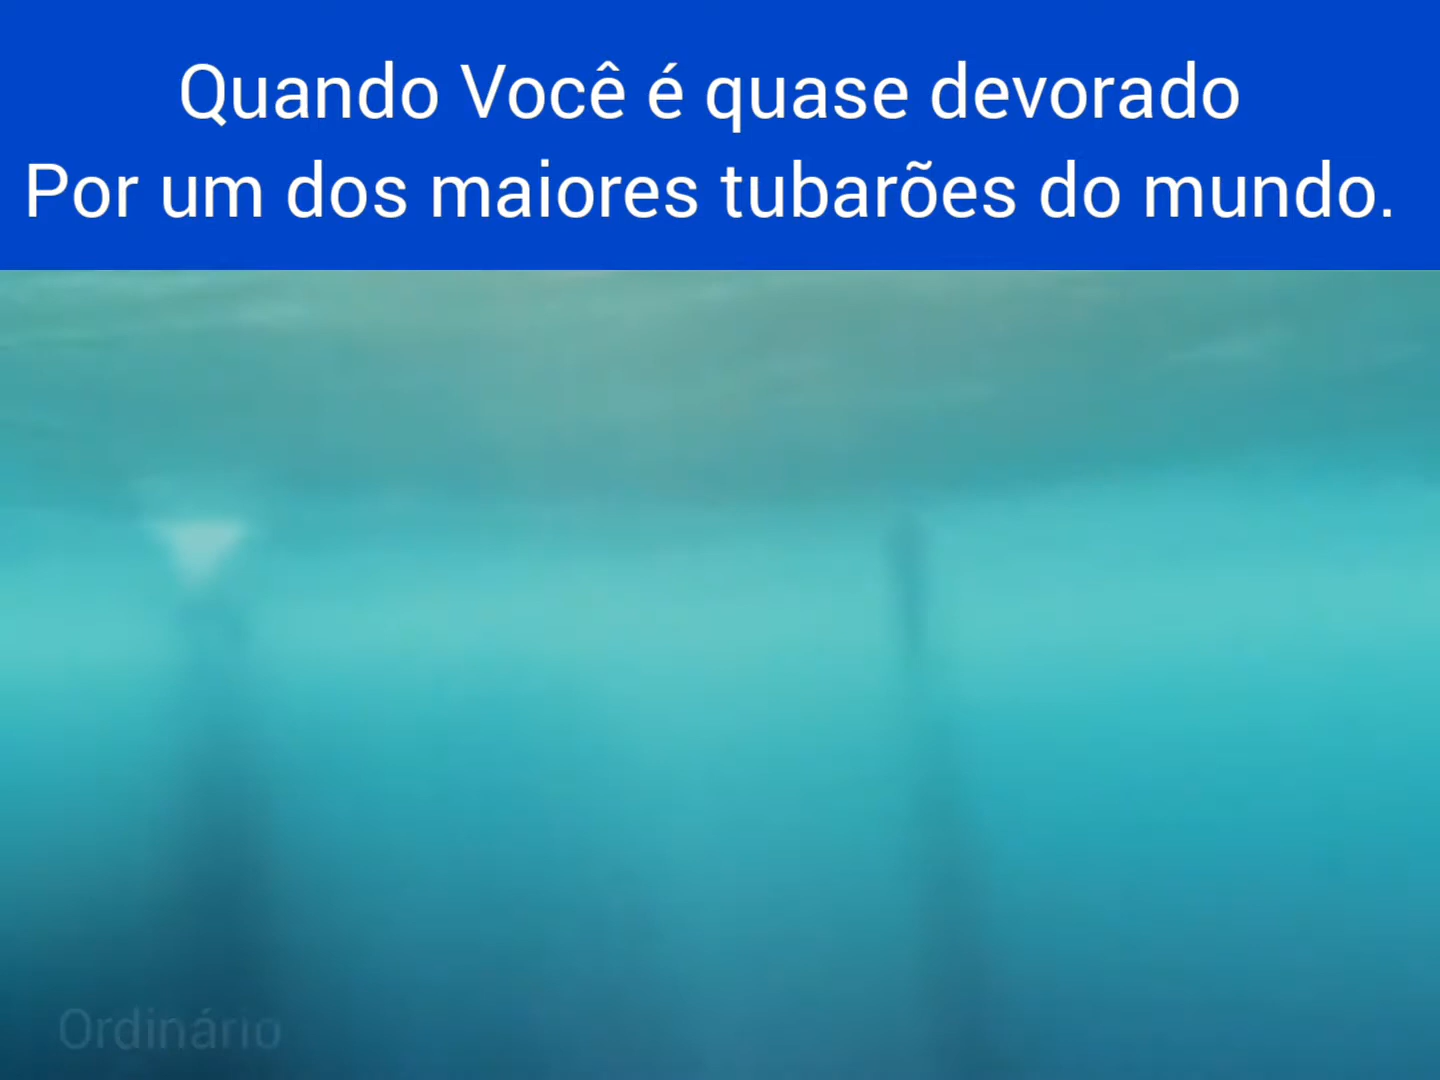 Quando Você é quase devorado
Por um dos maiores tubarões do mundo.
Ordinário